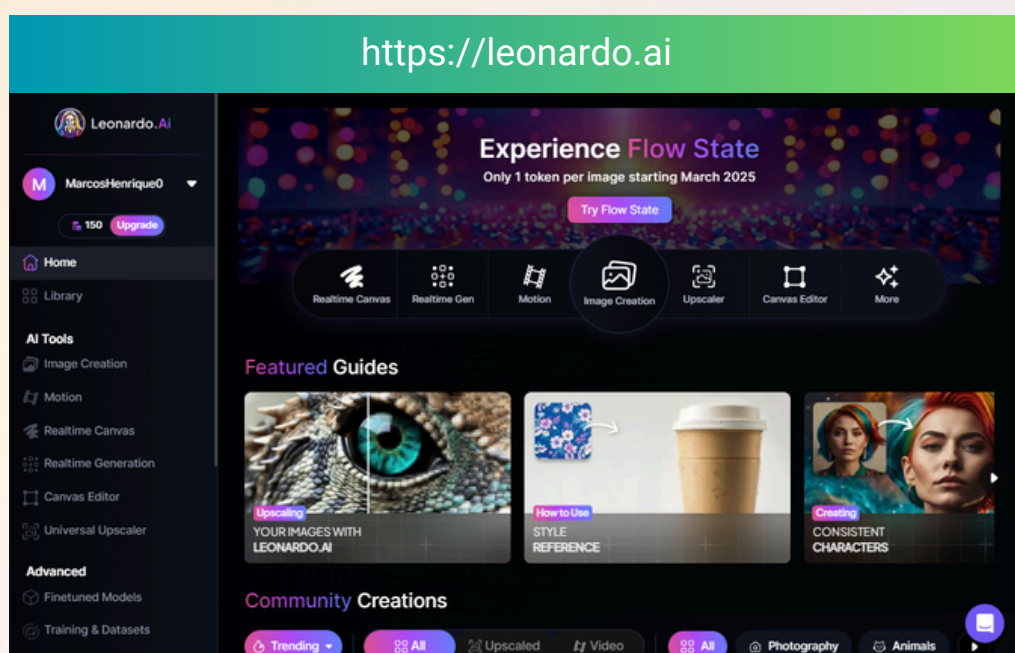 https://leonardo.ai
Leonardo.Ai
M
MarcosHenrique0
150 Upgrade
Home
Library
AI Tools
Image Creation
Motion
Realtime Canvas
Realtime Generation
Canvas Editor
Universal Upscaler
Advanced
Finetuned Models
Training & Datasets
Experience Flow State
Only 1 token per image starting March 2025
Try Flow State
Realtime Canvas Realtime Gen Motion Image Creation Upscaler Canvas Editor More
Featured Guides
Upscaling
YOUR IMAGES WITH
LEONARDO.AI
How to Use
STYLE
REFERENCE
Creating
CONSISTENT
CHARACTERS
Community Creations
Trending All Upscaled Video All Photography Animals